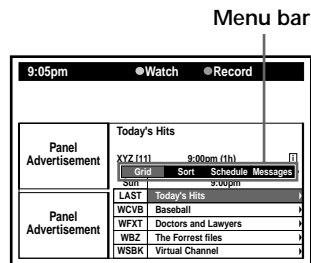 Menu bar
9:05pm Watch Record
Today's Hits
Panel
Advertisement
XYZ [11] 9:00pm (1h) i
Grid Sort Schedule Messages
Sun 9:00pm
LAST Today's Hits
WCVB Baseball
Panel
Advertisement
WFXT Doctors and Lawyers
WBZ The Forrest files
WSBK Virtual Channel